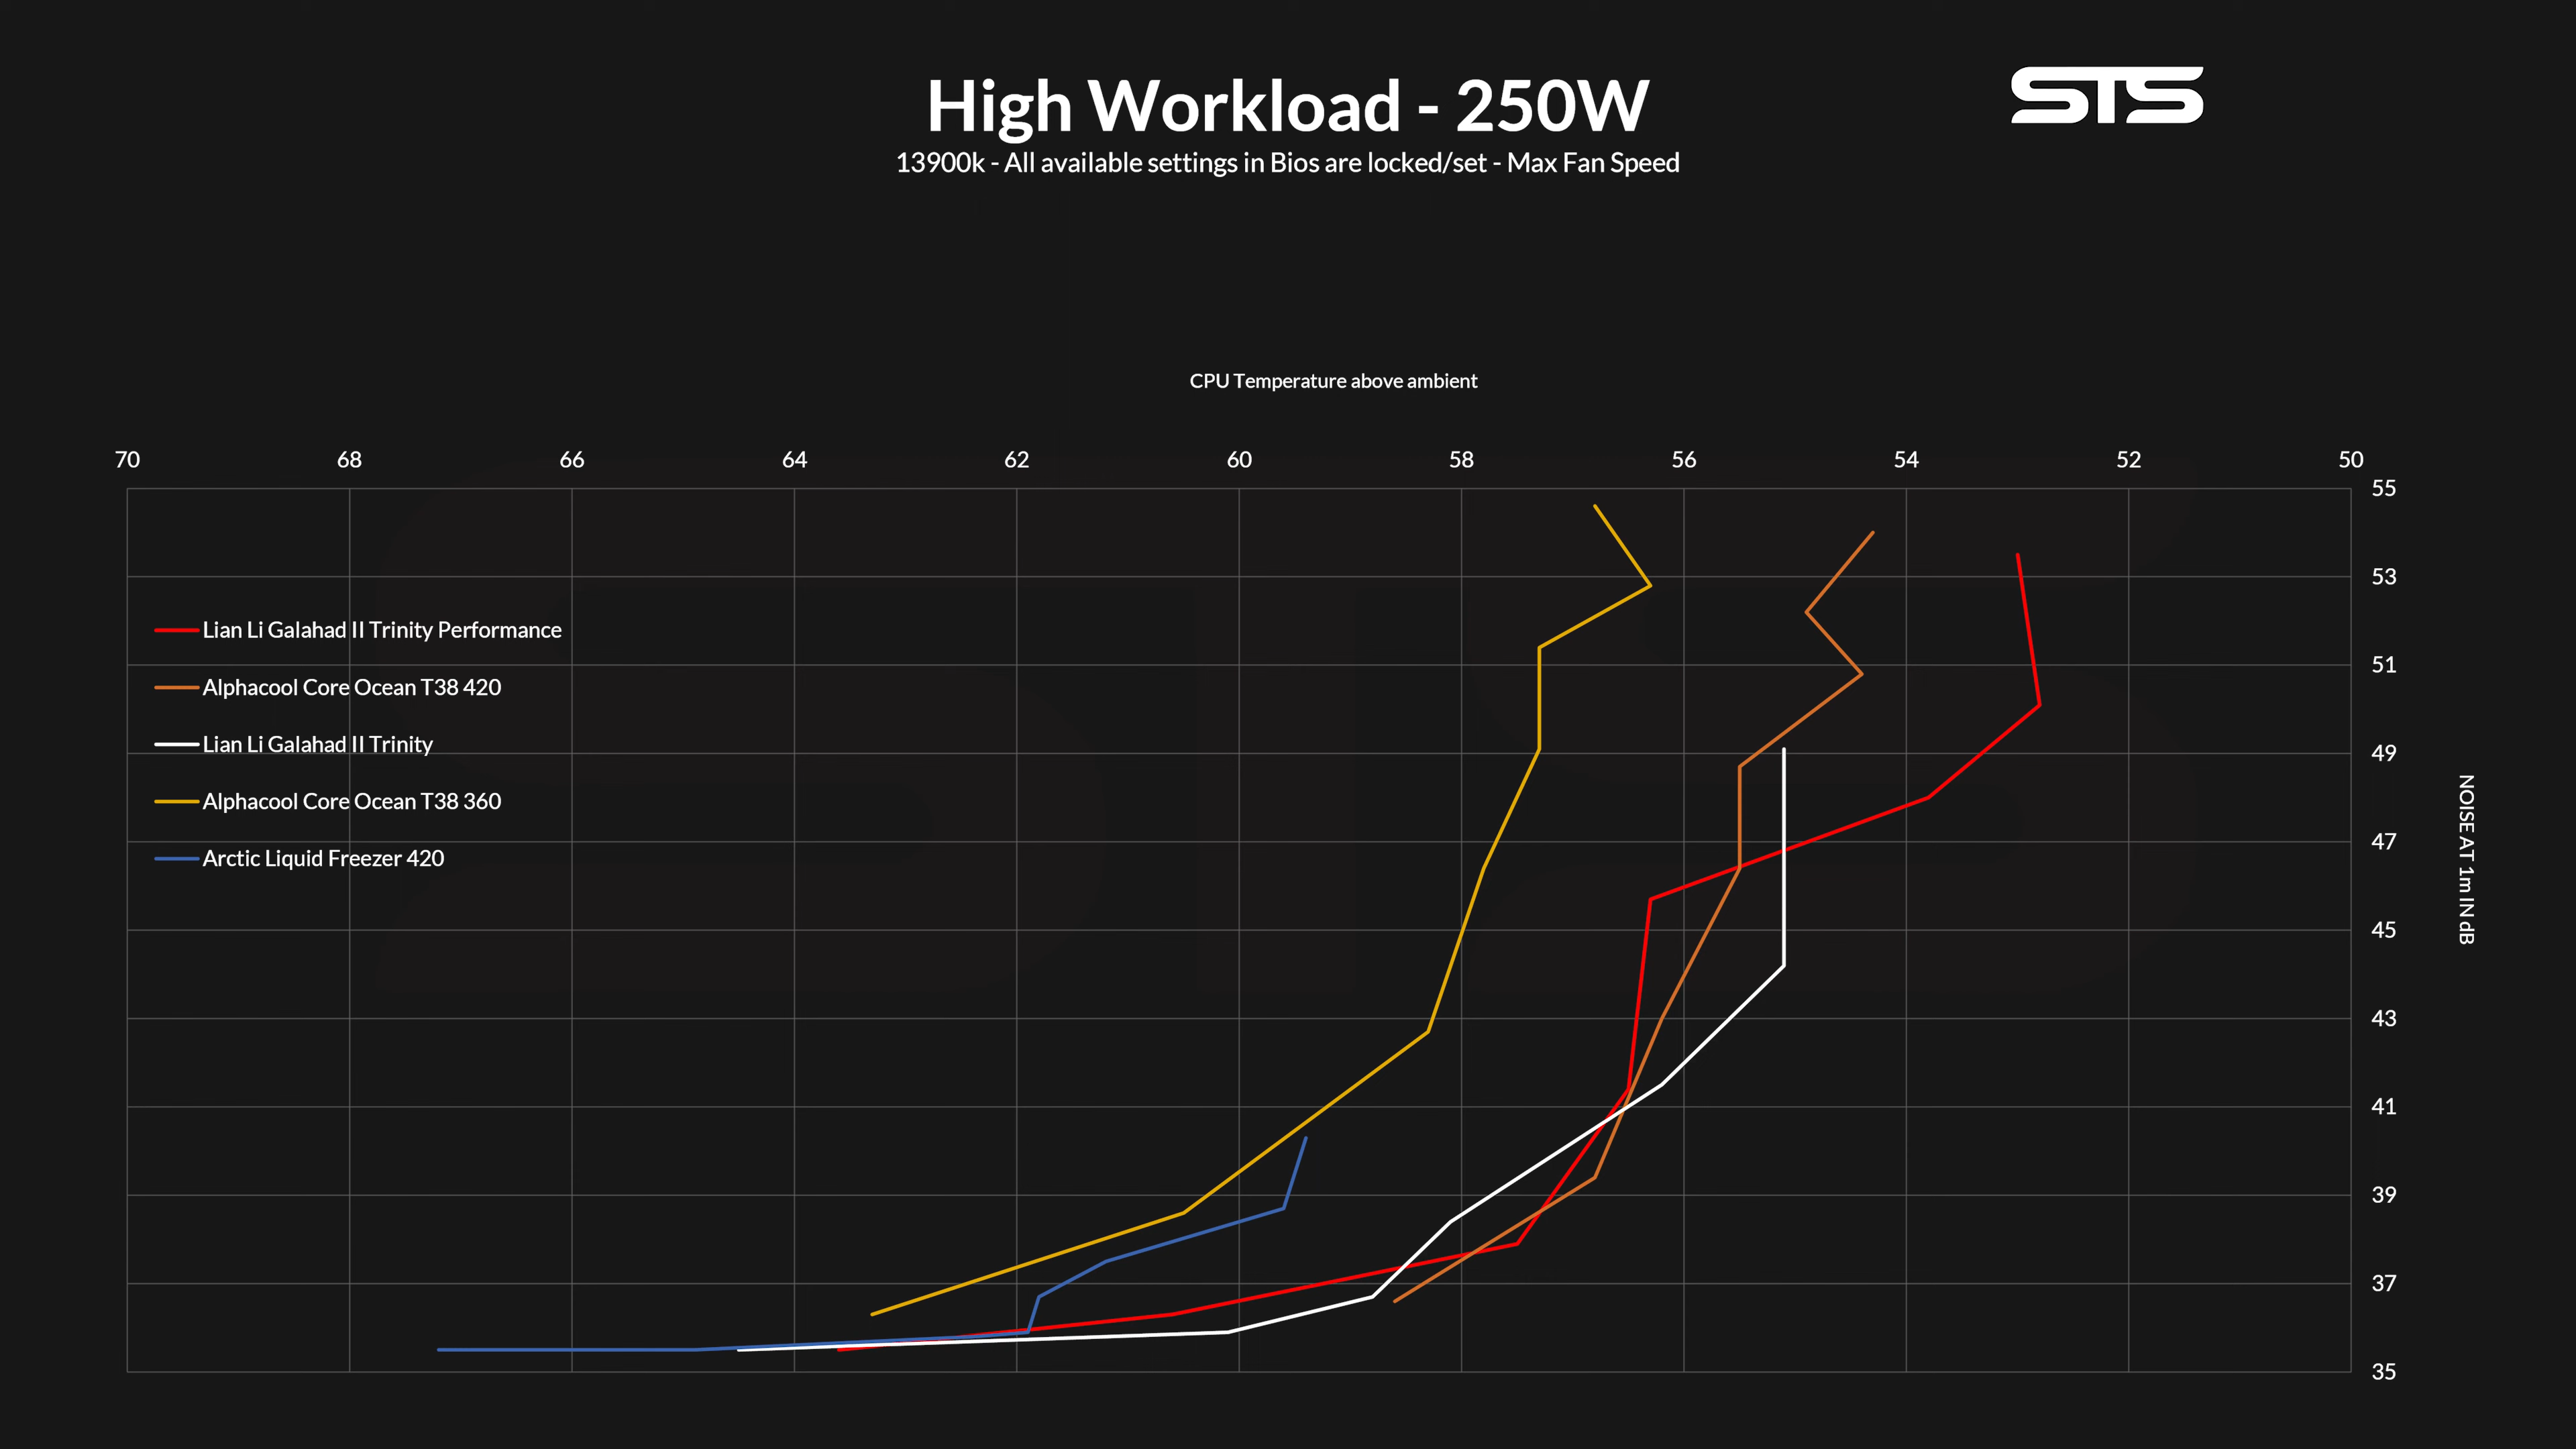 High Workload - 250W
STS
13900k - All available settings in Bios are locked/set - Max Fan Speed
CPU Temperature above ambient
70 68 66 64 62 60 58 56 54 52 50
55
53
Lian Li Galahad II Trinity Performance
51
Alphacool Core Ocean T38 420
Lian Li Galahad II Trinity
49
Alphacool Core Ocean T38 360
47
Arctic Liquid Freezer 420
NOISE AT 1m IN dB
45
43
41
39
37
35